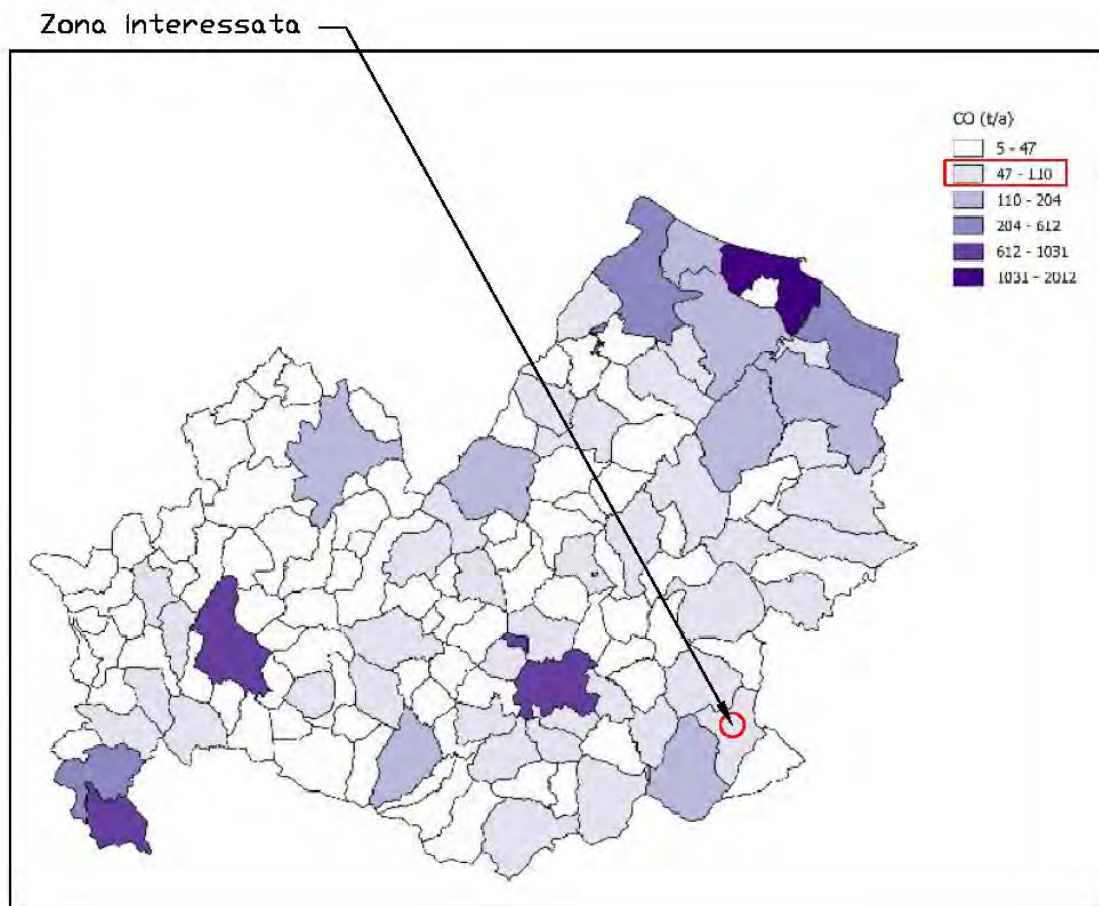 Zona Interessata
CO (t/a)
5 - 47
47 - 110
110 - 204
204 - 612
612 - 1031
1031 - 2012